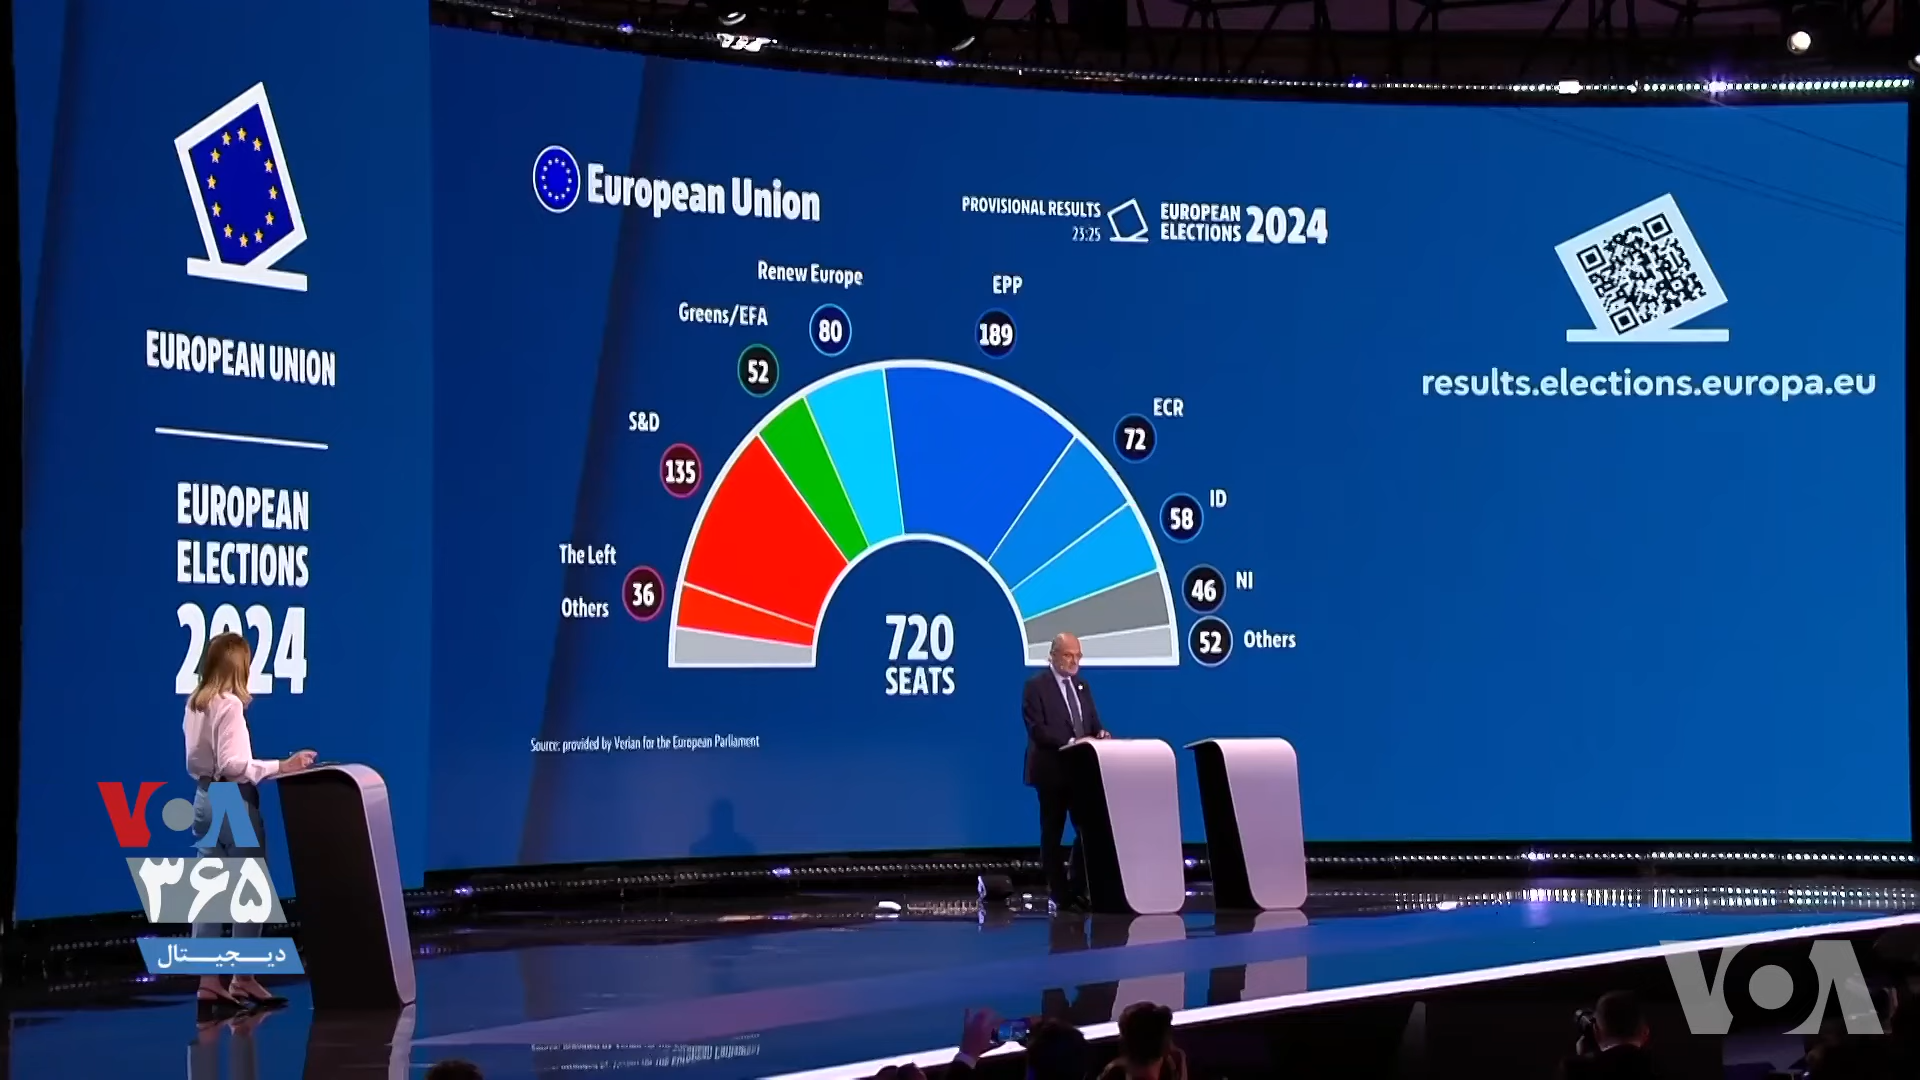 EUROPEAN UNION
EUROPEAN
ELECTIONS
2024
European Union
PROVISIONAL RESULTS
23:25
EUROPEAN
ELECTIONS 2024
Renew Europe
80
EPP
189
Greens/EFA
52
ECR
72
S&D
135
ID
58
The Left
36
Others
NI
46
52
Others
720
SEATS
Source: provided by Verian for the European Parliament
results.elections.europa.eu
VOA
۳۶۵
دیجیتال
VOA